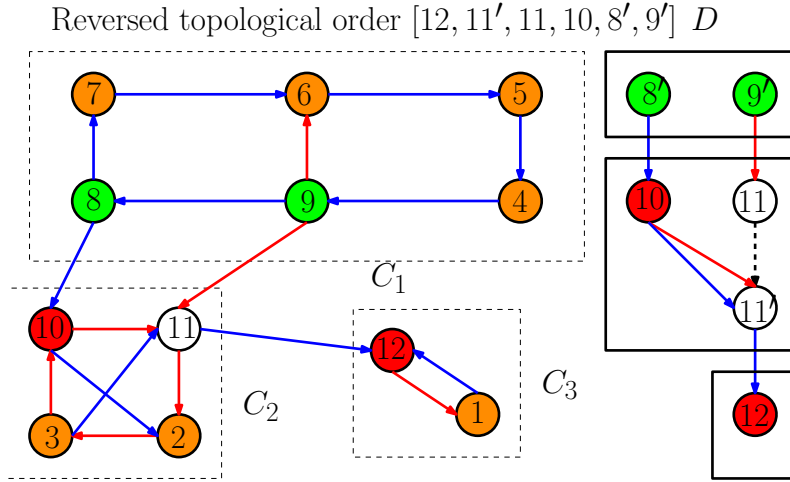 Reversed topological order [12, 11′, 11, 10, 8′, 9′] D
7 6 5 8′ 9′
8 9 4 10 11
C₁
10 11 12 11′
C₂ C₃
3 2 1 12